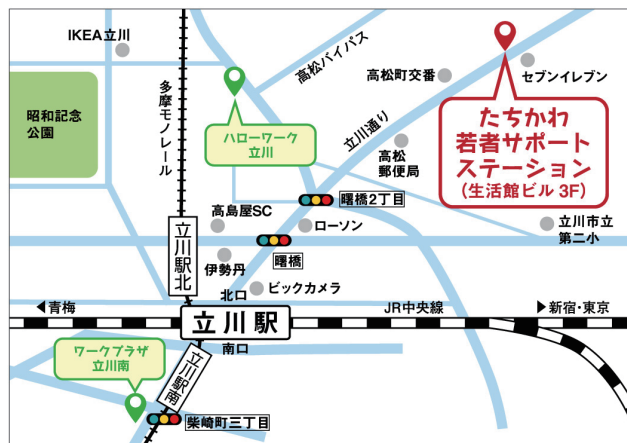 IKEA立川
昭和記念
公園
多摩モノレール
高松バイパス
ハローワーク
立川
立川通り
高松町交番
セブンイレブン
たちかわ
若者サポート
ステーション
(生活館ビル 3F)
高松
郵便局
曙橋2丁目
高島屋SC
ローソン
立川市立
第二小
曙橋
伊勢丹
立川駅北
北口
ビックカメラ
青梅
JR中央線
新宿・東京
立川駅
南口
ワークプラザ
立川南
立川駅南
柴崎町三丁目